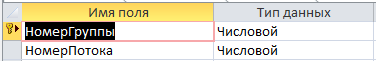 Имя поля Тип данных
НомерГруппы Числовой
НомерПотока Числовой